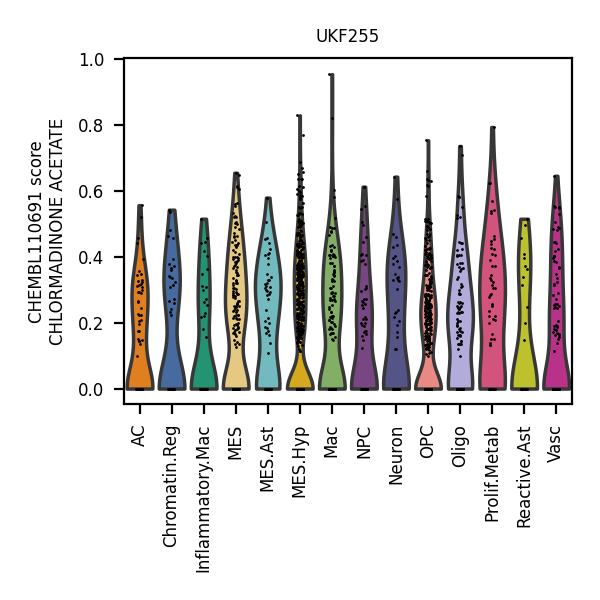 UKF255
CHEMBL110691 score
CHLORMADINONE ACETATE
1.0
0.8
0.6
0.4
0.2
0.0
AC
Chromatin.Reg
Inflammatory.Mac
MES
MES.Ast
MES.Hyp
Mac
NPC
Neuron
OPC
Oligo
Prolif.Metab
Reactive.Ast
Vasc